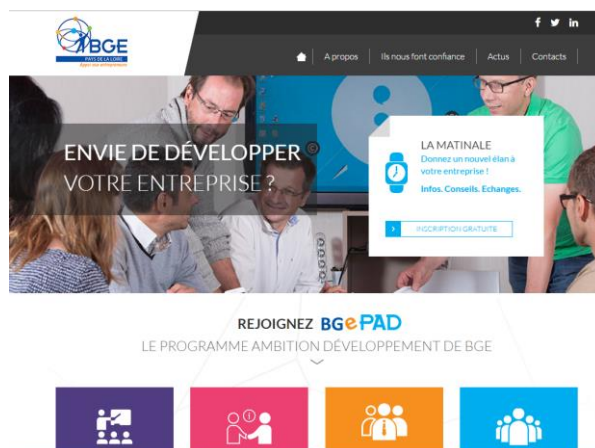 BGE
PAYS DE LA LOIRE
A propos
Ils nous font confiance
Actus
Contacts
ENVIE DE DÉVELOPPER
VOTRE ENTREPRISE ?
LA MATINALE
Donnez un nouvel élan à
votre entreprise !
Infos. Conseils. Echanges.
INSCRIPTION GRATUITE
REJOIGNEZ BGePAD
LE PROGRAMME AMBITION DÉVELOPPEMENT DE BGE